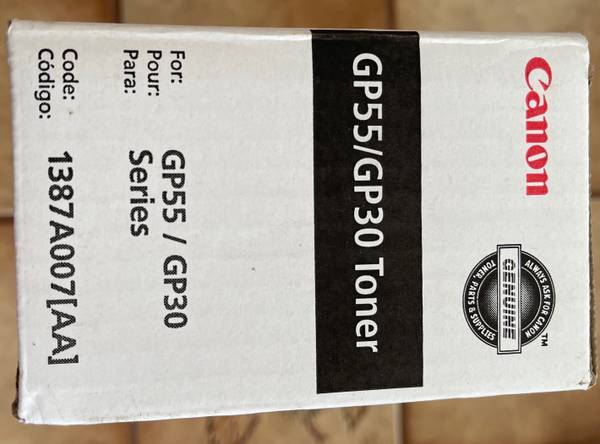 Canon
ALWAYS ASK FOR CANON
GENUINE
TONER, PARTS & SUPPLIES
TM
GP55/GP30 Toner
For:
Pour:
Para:
GP55 / GP30
Series
Code:
Código:
1387A007[AA]